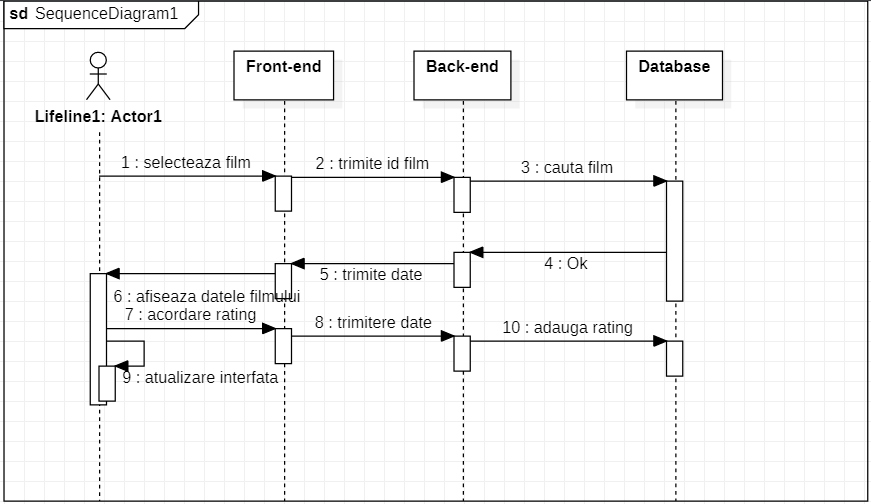 sd SequenceDiagram1
Front-end
Back-end
Database
Lifeline1: Actor1
1 : selecteaza film
2 : trimite id film
3 : cauta film
4 : Ok
5 : trimite date
6 : afiseaza datele filmului
7 : acordare rating
8 : trimitere date
10 : adauga rating
9 : atualizare interfata